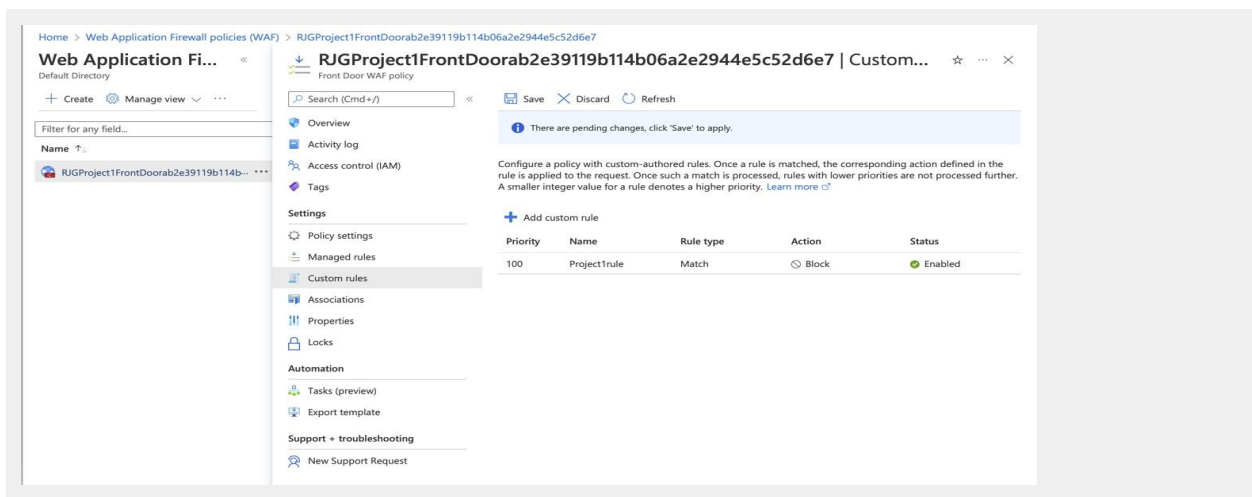 Home > Web Application Firewall policies (WAF) > RJGProject1FrontDoorab2e39119b114b06a2e2944e5c52d6e7
Web Application Fi... «
Default Directory
+ Create Manage view ...
Filter for any field...
Name ↑↓
RJGProject1FrontDoorab2e39119b114b... ...
RJGProject1FrontDoorab2e39119b114b06a2e2944e5c52d6e7 | Custom... ☆ ... ×
Front Door WAF policy
Search (Cmd+/) «
Overview
Activity log
Access control (IAM)
Tags
Settings
Policy settings
Managed rules
Custom rules
Associations
Properties
Locks
Automation
Tasks (preview)
Export template
Support + troubleshooting
New Support Request
Save Discard Refresh
There are pending changes, click 'Save' to apply.
Configure a policy with custom-authored rules. Once a rule is matched, the corresponding action defined in the
rule is applied to the request. Once such a match is processed, rules with lower priorities are not processed further.
A smaller integer value for a rule denotes a higher priority. Learn more
+ Add custom rule
Priority Name Rule type Action Status
100 Project1rule Match Block Enabled